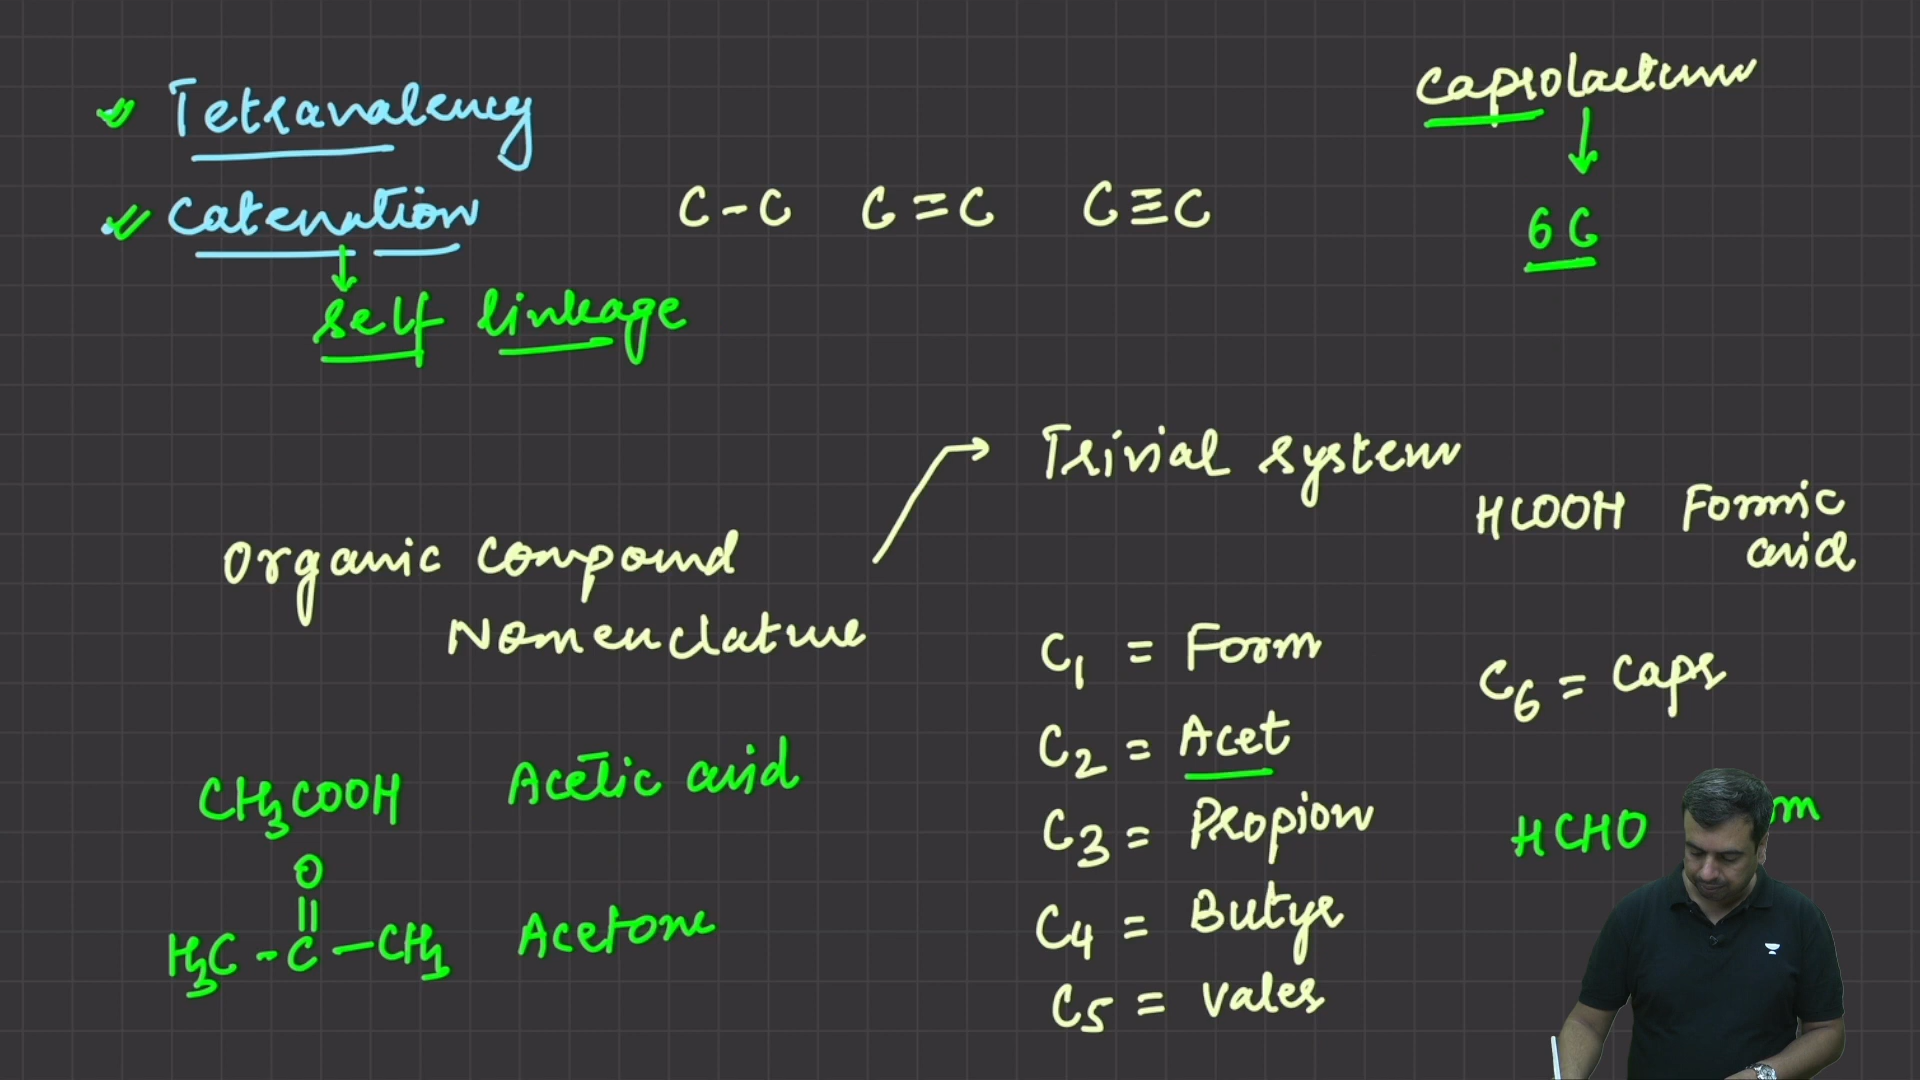 Tetravalency
Catenation
self linkage
C-C C=C C≡C
Caprolactum
6C
Trivial system
Organic compound
Nomenclature
HCOOH Formic
acid
C₁ = Form
C₂ = Acet
C₃ = Propion
C₄ = Butyr
C₅ = Valer
C₆ = Capr
CH₃COOH Acetic acid
O
||
H₃C-C-CH₃ Acetone
HCHO